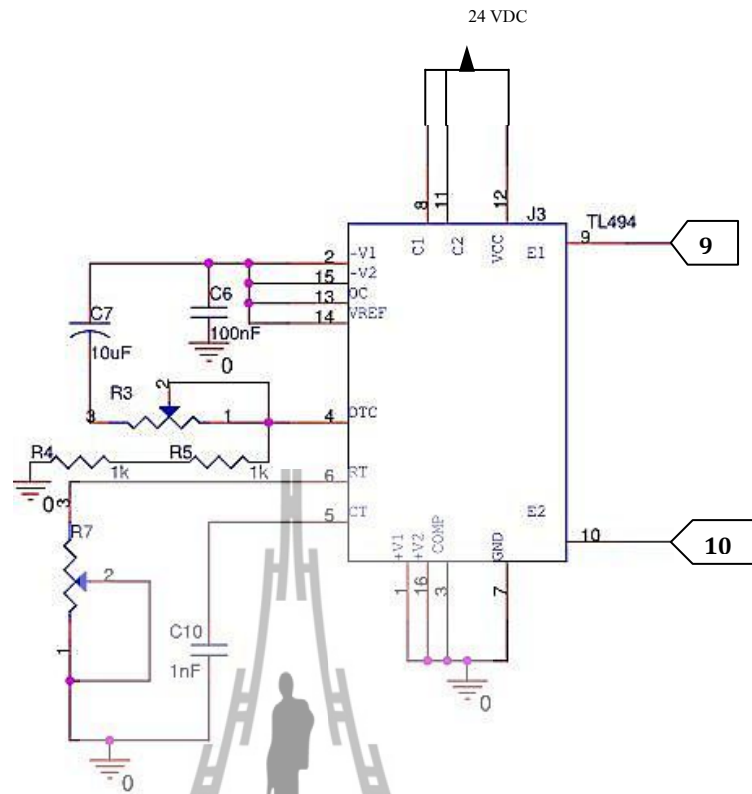 24 VDC
8
11
12
J3
TL494
C1
C2
VCC
E1
9
9
2
-V1
15
-V2
13
OC
14
VREF
C6
100nF
0
C7
10uF
R3
2
3
1
4
DTC
R4
1k
R5
1k
0
6
RT
5
CT
3
R7
2
1
C10
1nF
0
E2
10
10
+V1
+V2
COMP
GND
1
16
3
7
0